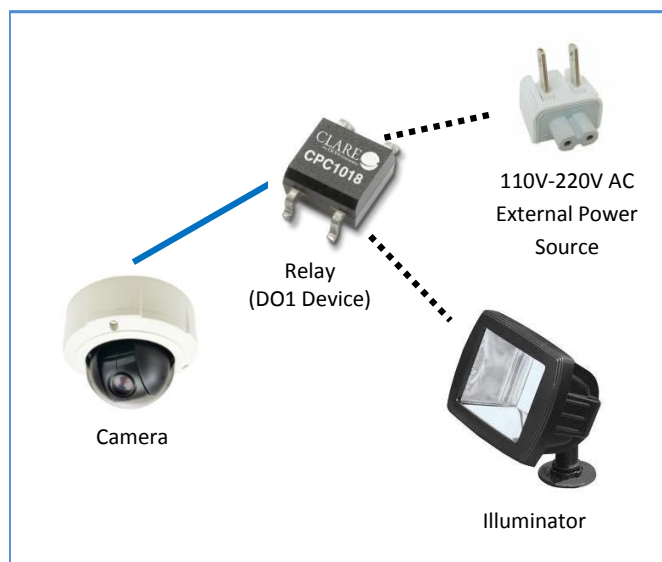 CLARE
CPC1018
110V-220V AC
External Power
Source
Relay
(DO1 Device)
Camera
Illuminator